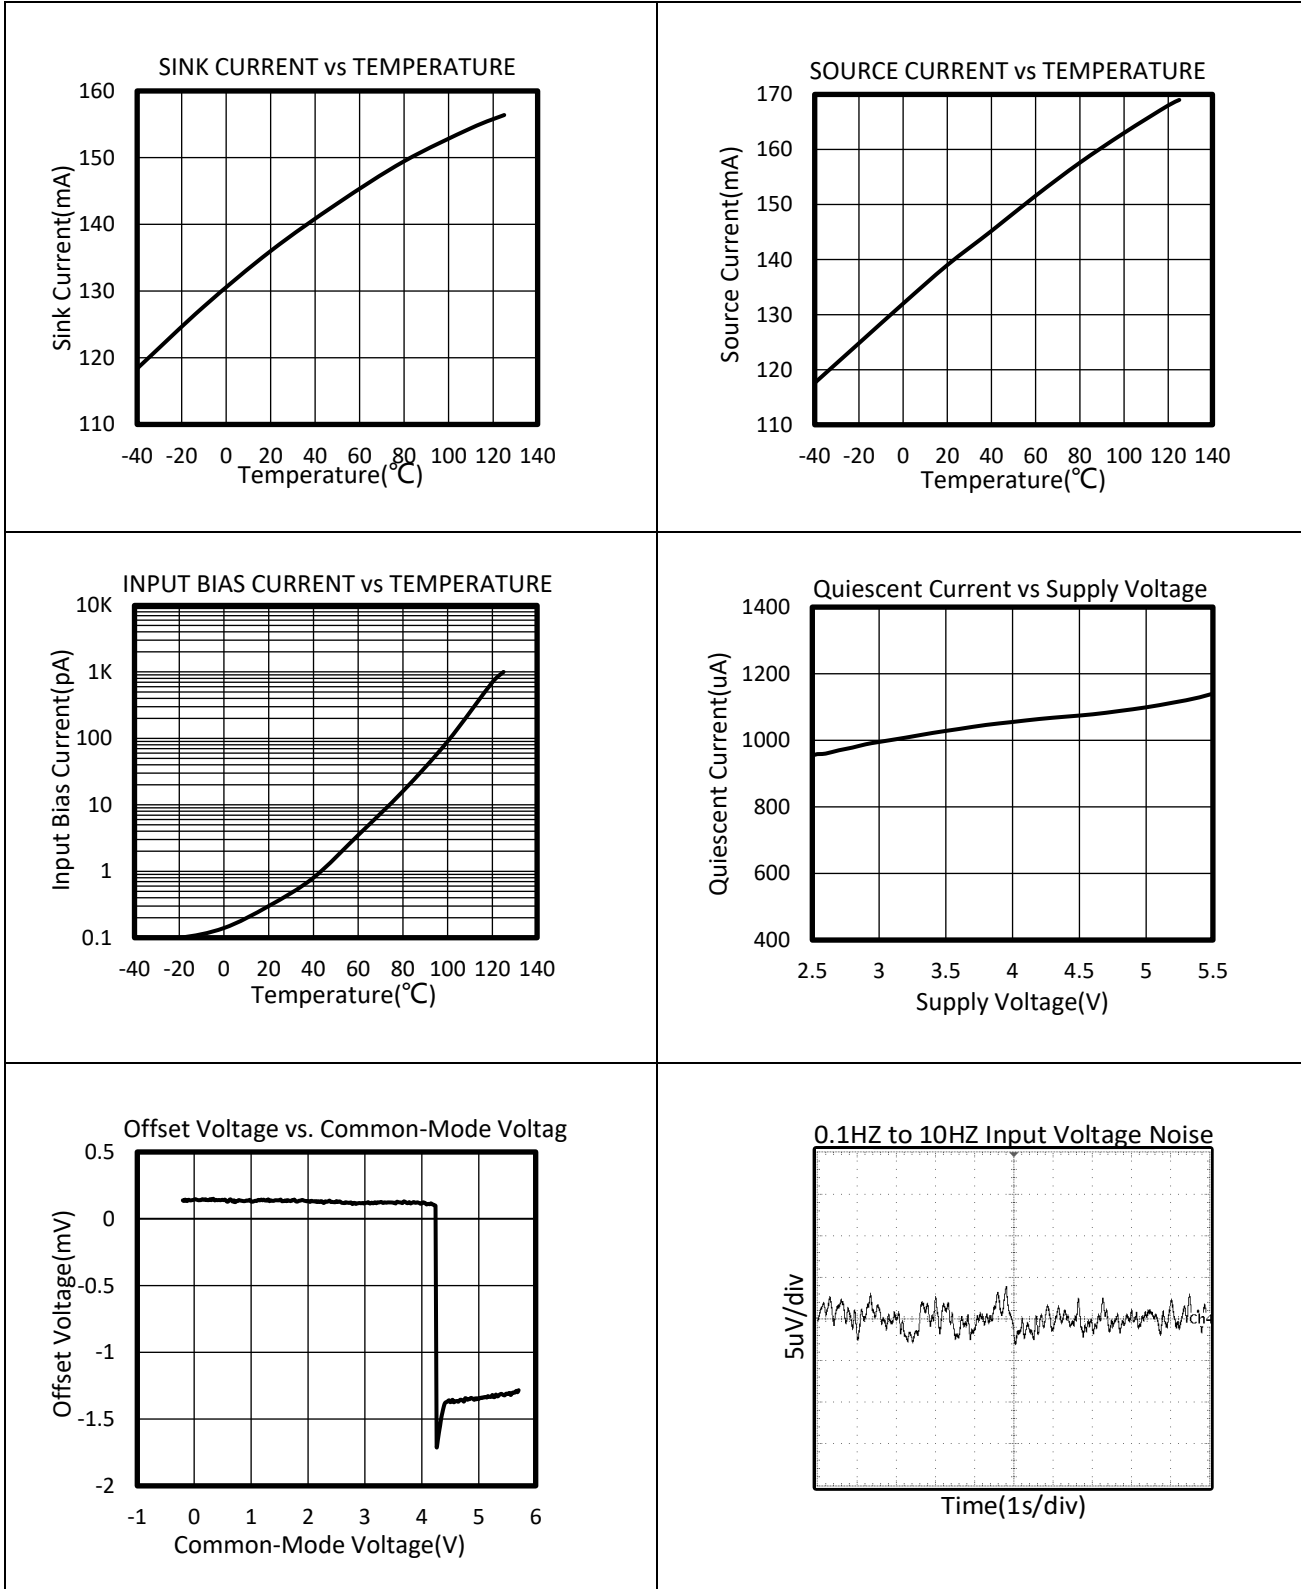 SINK CURRENT vs TEMPERATURE
Sink Current(mA)
160
150
140
130
120
110
-40 -20 0 20 40 60 80 100 120 140
Temperature(℃)
SOURCE CURRENT vs TEMPERATURE
Source Current(mA)
170
160
150
140
130
120
110
-40 -20 0 20 40 60 80 100 120 140
Temperature(℃)
INPUT BIAS CURRENT vs TEMPERATURE
Input Bias Current(pA)
10K
1K
100
10
1
0.1
-40 -20 0 20 40 60 80 100 120 140
Temperature(℃)
Quiescent Current vs Supply Voltage
Quiescent Current(uA)
1400
1200
1000
800
600
400
2.5 3 3.5 4 4.5 5 5.5
Supply Voltage(V)
Offset Voltage vs. Common-Mode Voltag
Offset Voltage(mV)
0.5
0
-0.5
-1
-1.5
-2
-1 0 1 2 3 4 5 6
Common-Mode Voltage(V)
0.1HZ to 10HZ Input Voltage Noise
5uV/div
Time(1s/div)